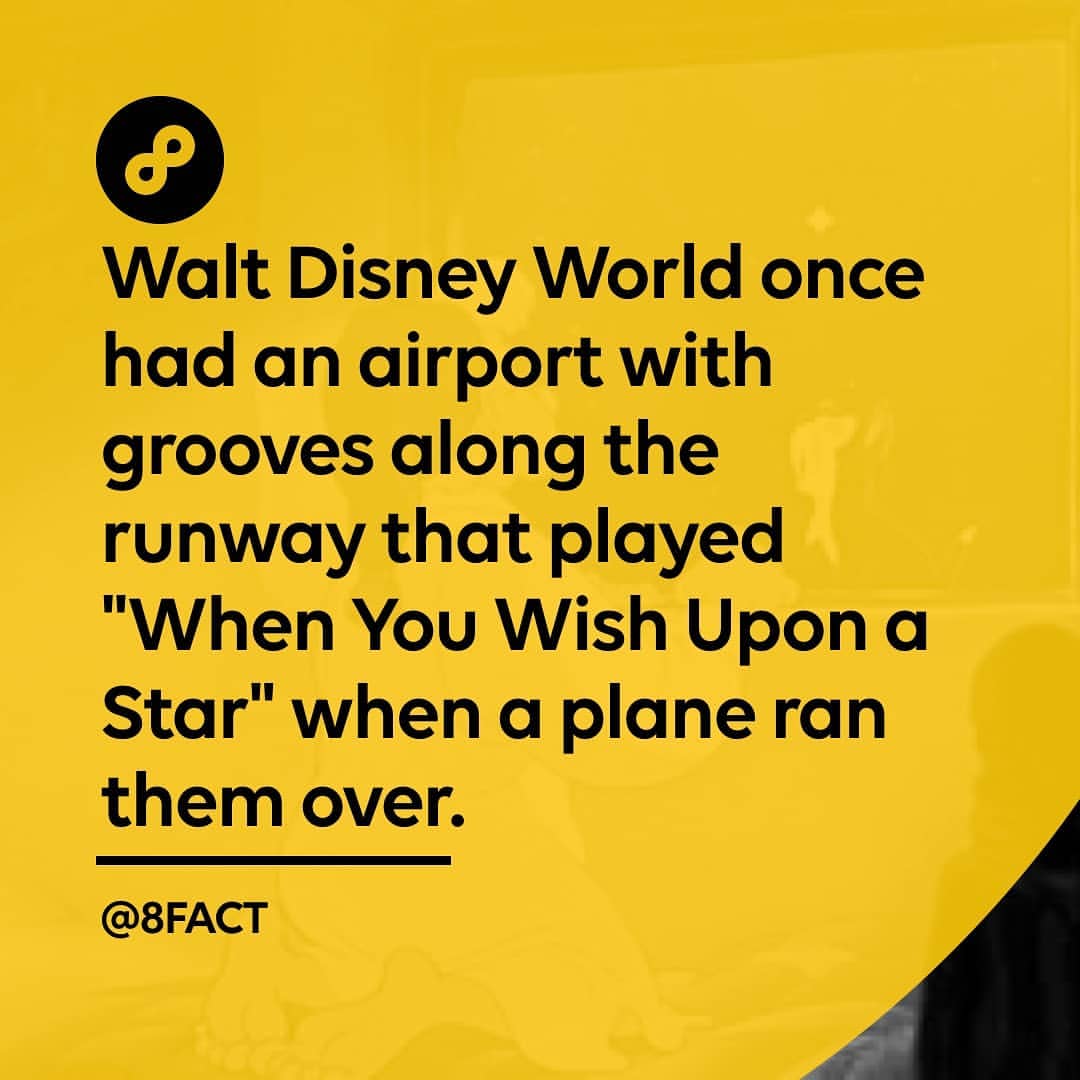 Walt Disney World once
had an airport with
grooves along the
runway that played
"When You Wish Upon a
Star" when a plane ran
them over.
@8FACT